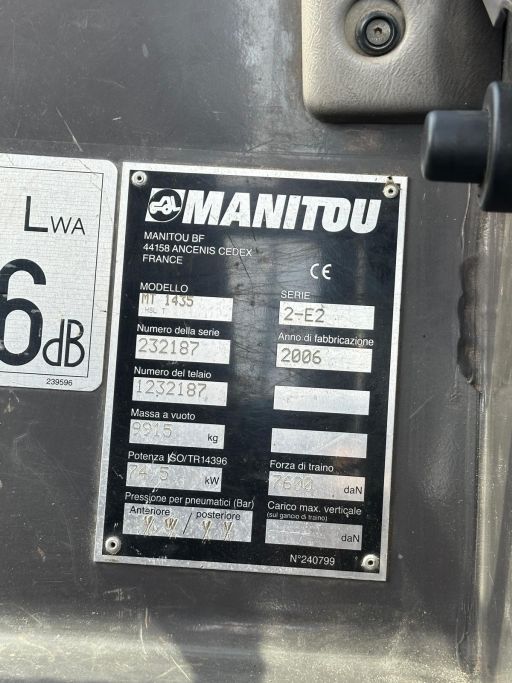 LWA
6dB
239596
MANITOU
MANITOU BF
44158 ANCENIS CEDEX
FRANCE
CE
MODELLO
MT 1435
HSL T
SERIE
2-E2
Numero della serie
232187
Anno di fabbricazione
2006
Numero del telaio
1232187
Massa a vuoto
9915 kg
Potenza ISO/TR14396
74.5 kW
Forza di traino
7600 daN
Pressione per pneumatici (Bar)
Anteriore / posteriore
Carico max. verticale
(sul gancio di traino)
daN
N°240799